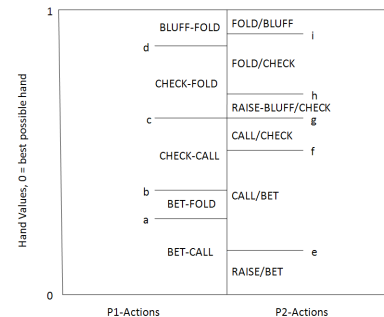 1
BLUFF-FOLD
FOLD/BLUFF
i
d
FOLD/CHECK
CHECK-FOLD
h
RAISE-BLUFF/CHECK
c
g
CALL/CHECK
CHECK-CALL
f
b
CALL/BET
BET-FOLD
a
BET-CALL
e
RAISE/BET
0
Hand Values, 0 = best possible hand
P1-Actions
P2-Actions